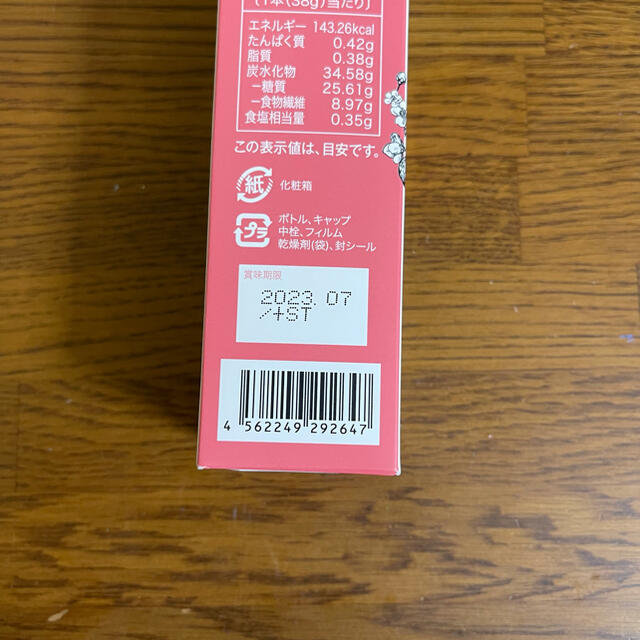 (1本(38g)当たり)
エネルギー 143.26kcal
たんぱく質 0.42g
脂質 0.38g
炭水化物 34.58g
−糖質 25.61g
−食物繊維 8.97g
食塩相当量 0.35g
この表示値は、目安です。
紙 化粧箱
プラ ボトル、キャップ
中栓、フィルム
乾燥剤(袋)、封シール
賞味期限
2023.07
/+ST
4 562249 292647